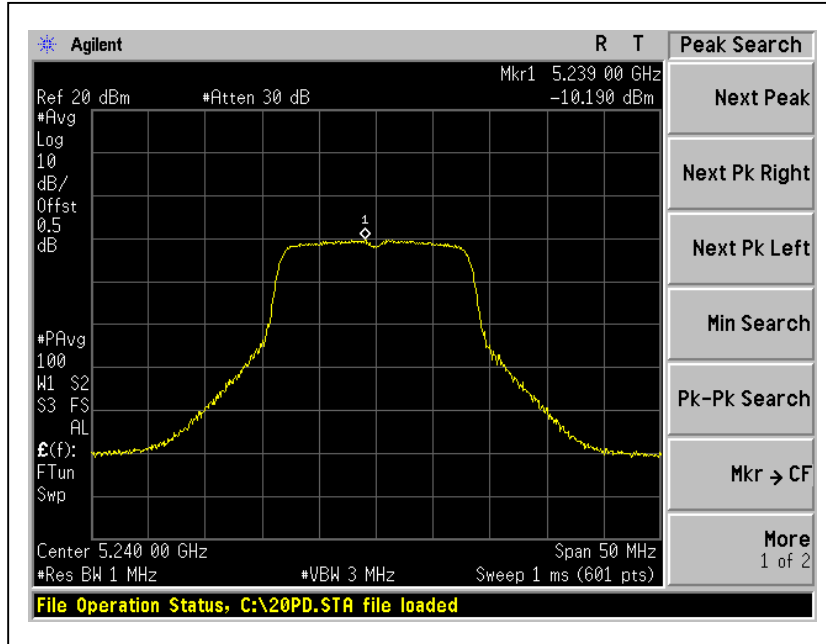 Agilent R T Peak Search
Mkr1 5.239 00 GHz
Ref 20 dBm #Atten 30 dB -10.190 dBm
#Avg
Log
10
dB/
Offst
0.5
dB
1
#PAvg
100
W1 S2
S3 FS
AL
£(f):
FTun
Swp
Center 5.240 00 GHz Span 50 MHz
#Res BW 1 MHz #VBW 3 MHz Sweep 1 ms (601 pts)
File Operation Status, C:\20PD.STA file loaded
Next Peak
Next Pk Right
Next Pk Left
Min Search
Pk-Pk Search
Mkr → CF
More
1 of 2